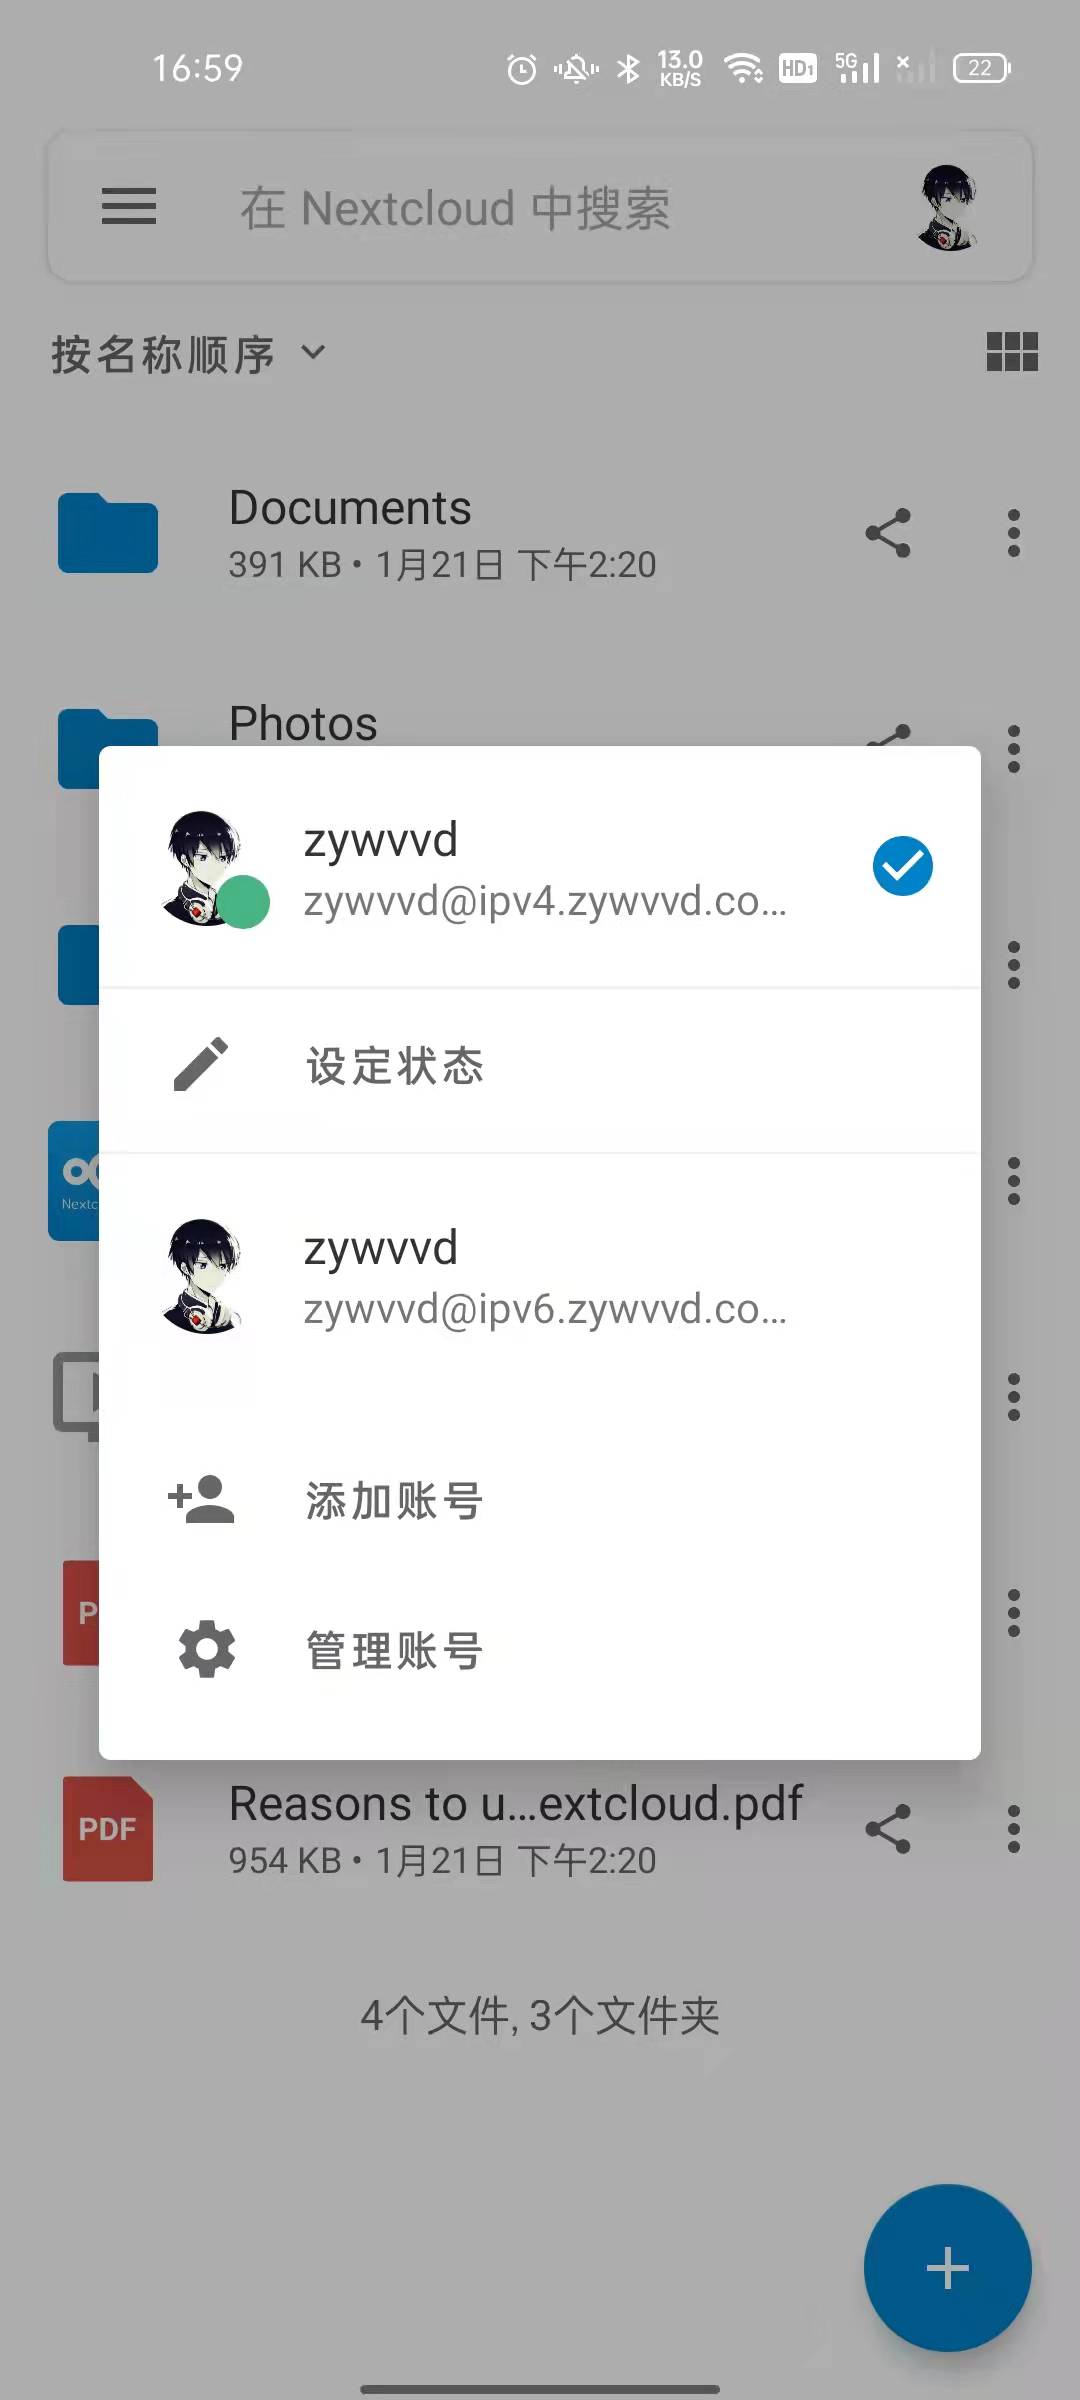 16:59
13.0
KB/S
HD1
5G
22
在 Nextcloud 中搜索
按名称顺序
Documents
391 KB • 1月21日 下午2:20
Photos
zywvvd
zywvvd@ipv4.zywvvd.co...
设定状态
Nextc
zywvvd
zywvvd@ipv6.zywvvd.co...
添加账号
P
管理账号
PDF
Reasons to u...extcloud.pdf
954 KB • 1月21日 下午2:20
4个文件, 3个文件夹